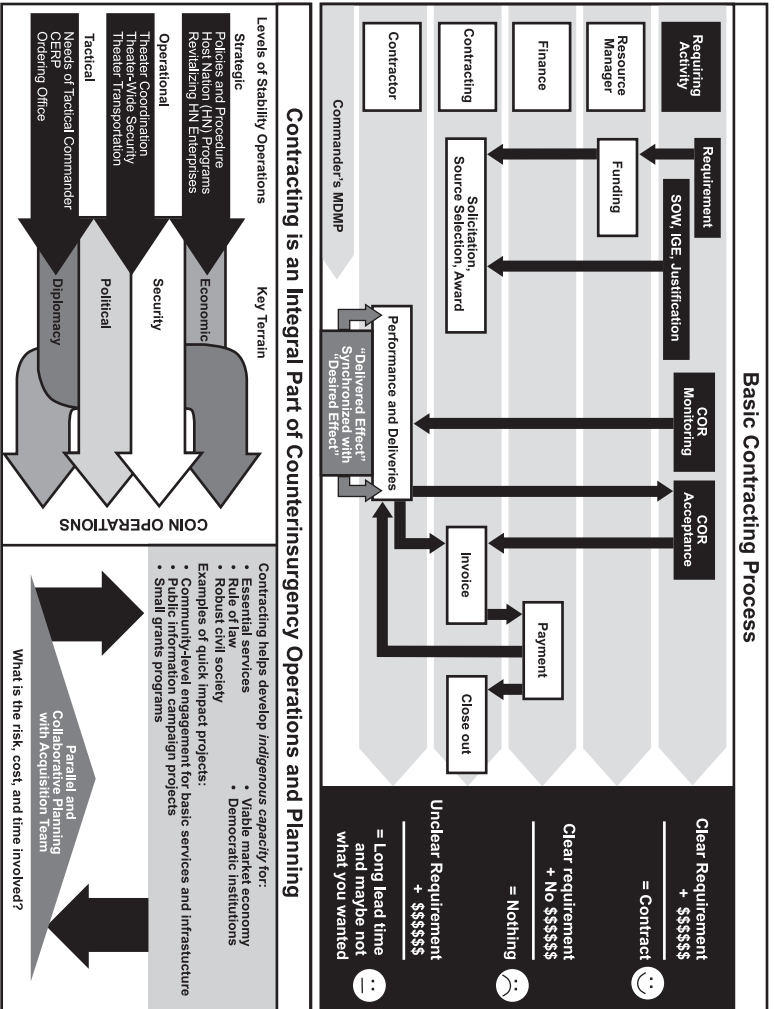 Basic Contracting Process
Requiring
Activity
Resource
Manager
Finance
Contracting
Contractor
Commander's MDMP
Requirement
SOW, IGE, Justification
Funding
Solicitation,
Source Selection, Award
COR
Monitoring
COR
Acceptance
Performance and Deliveries
"Delivered Effect"
Synchronized with
"Desired Effect"
Invoice
Payment
Close out
Clear Requirement
+ $$$$$$
= Contract
Clear requirement
+ No $$$$$$
= Nothing
Unclear Requirement
+ $$$$$$
= Long lead time
and maybe not
what you wanted
Contracting is an Integral Part of Counterinsurgency Operations and Planning
Levels of Stability Operations
Key Terrain
Strategic
Policies and Procedure
Host Nation (HN) Programs
Revitalizing HN Enterprises
Operational
Theater Coordination
Theater-Wide Security
Theater Transportation
Tactical
Needs of Tactical Commander
CERP
Ordering Office
Economic
Security
Political
Diplomacy
COIN OPERATIONS
Contracting helps develop indigenous capacity for:
• Essential services
• Rule of law
• Robust civil society
• Viable market economy
• Democratic institutions
Examples of quick impact projects:
• Community-level engagement for basic services and infrastucture
• Public information campaign projects
• Small grants programs
Parallel and
Collaborative Planning
with Acquisition Team
What is the risk, cost, and time involved?